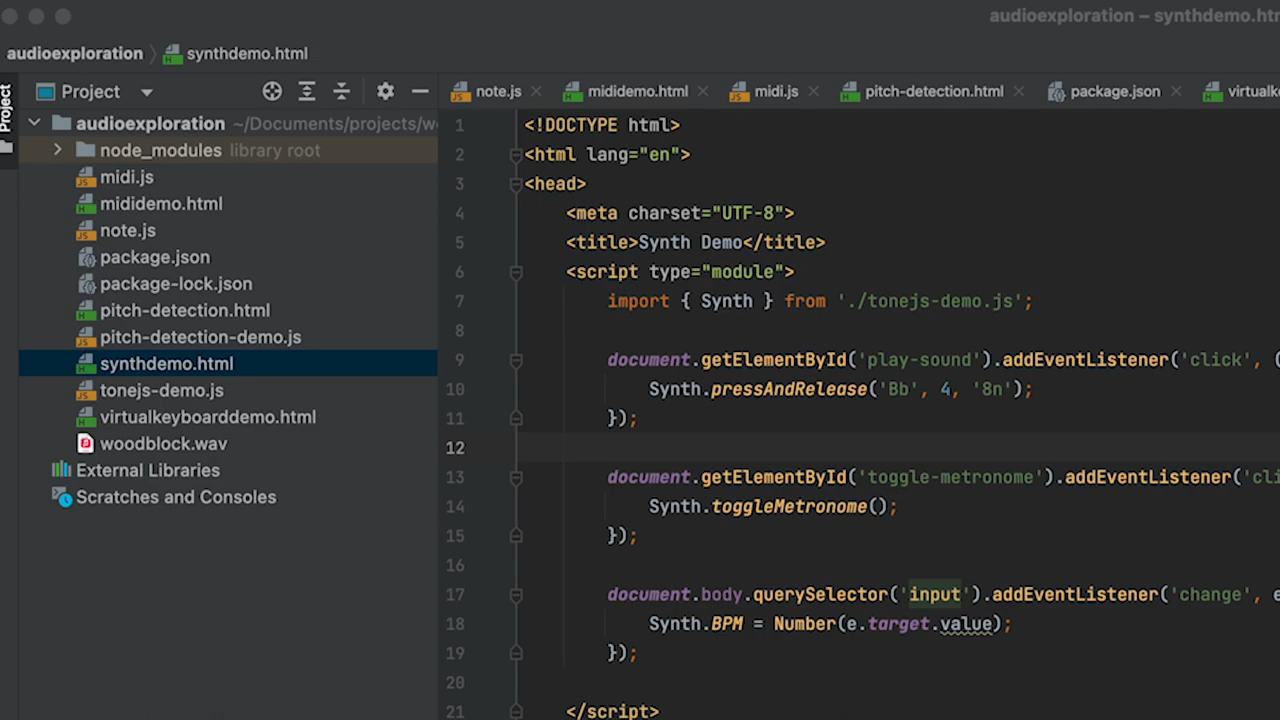 audioexploration – synthdemo.htm
audioexploration synthdemo.html
Project
Project
note.js mididemo.html midi.js pitch-detection.html package.json virtualke
audioexploration ~/Documents/projects/w
node_modules library root
midi.js
mididemo.html
note.js
package.json
package-lock.json
pitch-detection.html
pitch-detection-demo.js
synthdemo.html
tonejs-demo.js
virtualkeyboarddemo.html
woodblock.wav
External Libraries
Scratches and Consoles
1 <!DOCTYPE html>
2 <html lang="en">
3 <head>
4 <meta charset="UTF-8">
5 <title>Synth Demo</title>
6 <script type="module">
7 import { Synth } from './tonejs-demo.js';
8
9 document.getElementById('play-sound').addEventListener('click', (
10 Synth.pressAndRelease('Bb', 4, '8n');
11 });
12
13 document.getElementById('toggle-metronome').addEventListener('cli
14 Synth.toggleMetronome();
15 });
16
17 document.body.querySelector('input').addEventListener('change', e
18 Synth.BPM = Number(e.target.value);
19 });
20
21 </script>